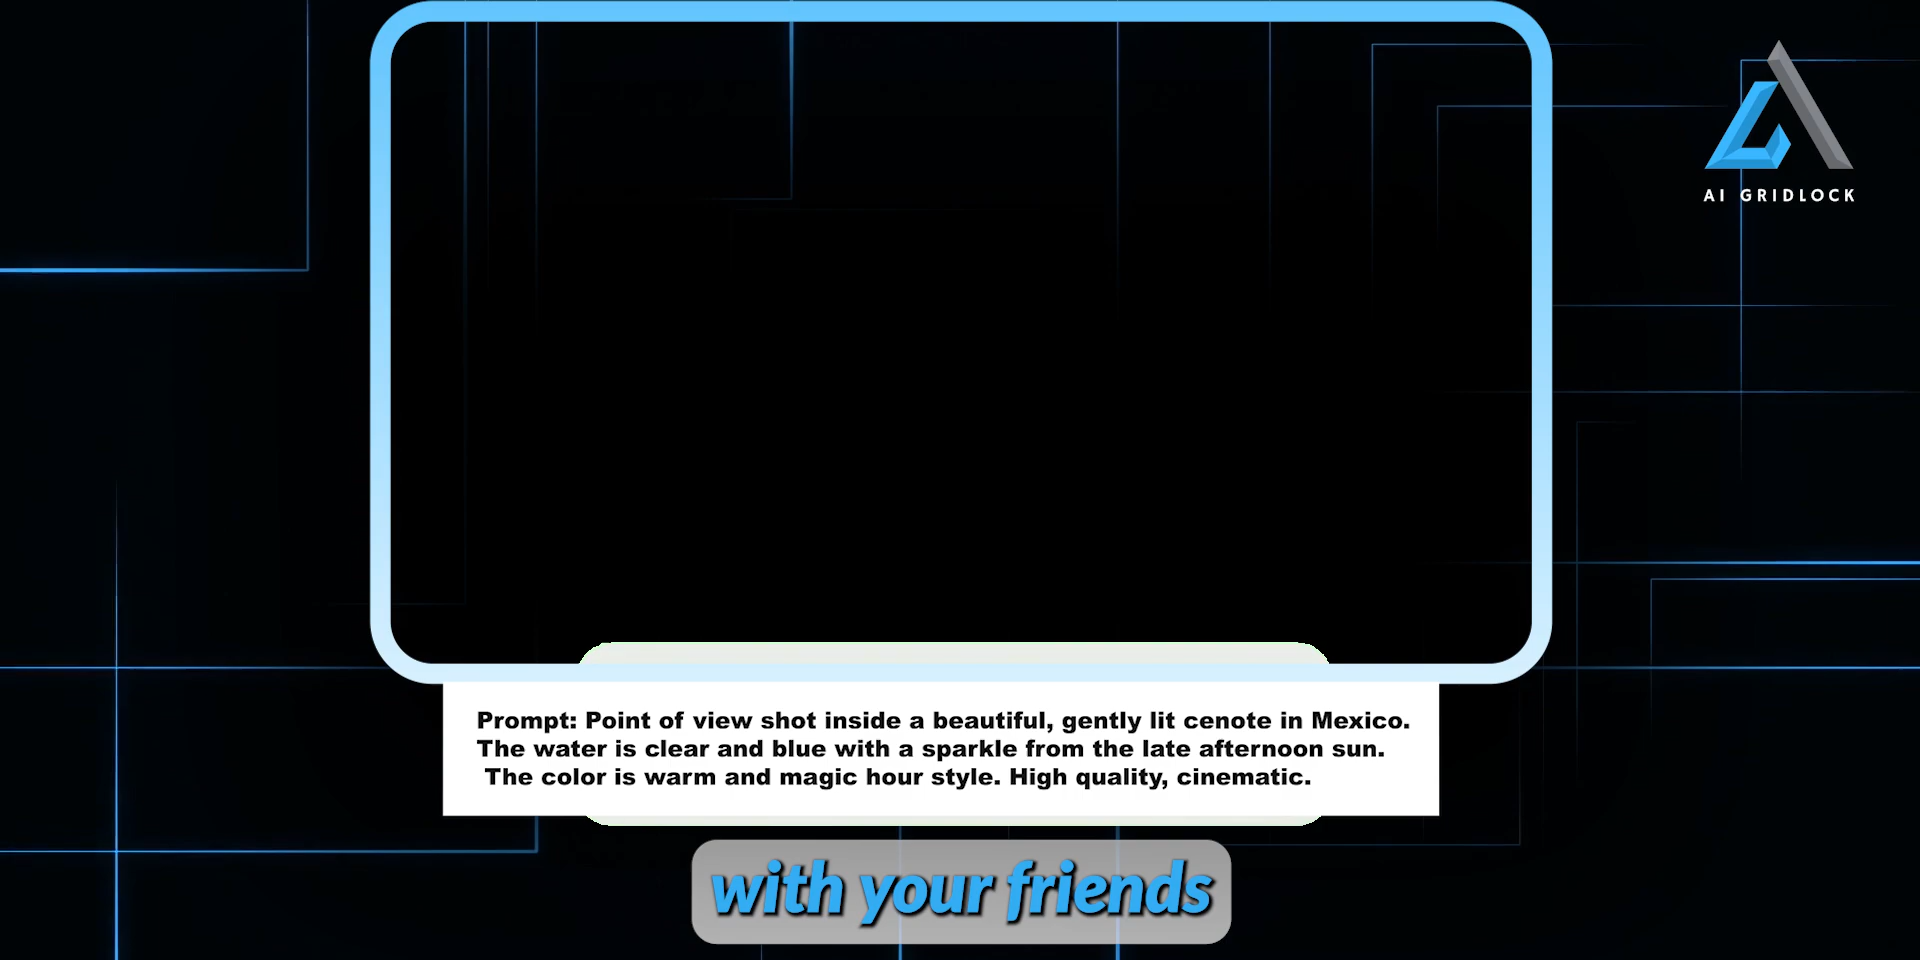 AI GRIDLOCK
Prompt: Point of view shot inside a beautiful, gently lit cenote in Mexico.
The water is clear and blue with a sparkle from the late afternoon sun.
The color is warm and magic hour style. High quality, cinematic.
with your friends